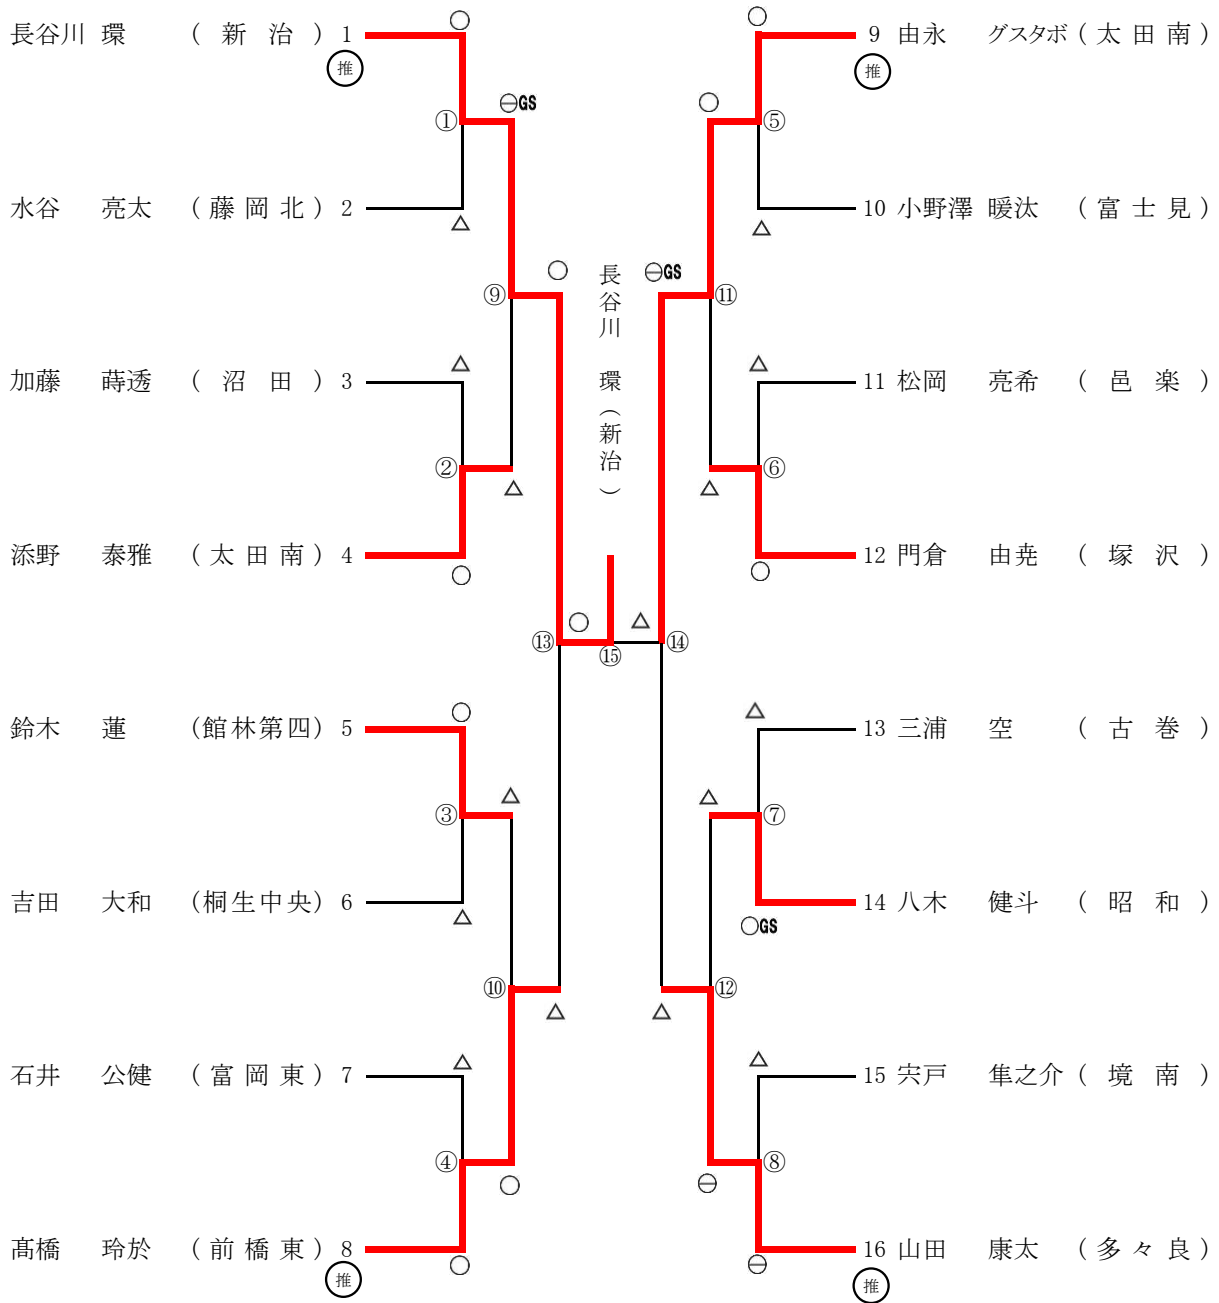 長谷川 環 （ 新 治 ） 1
推
水谷 亮太 （ 藤 岡 北 ） 2
加藤 蒔透 （ 沼 田 ） 3
添野 泰雅 （ 太 田 南 ） 4
鈴木 蓮 （館林第四） 5
吉田 大和 （桐生中央） 6
石井 公健 （ 富 岡 東 ） 7
髙橋 玲於 （ 前 橋 東 ） 8
推
①
②
③
④
⊖GS
⑨
⑩
⑬
長谷川 環（新治）
⑮
⊖GS
⑭
⑪
⑫
⑤
⑥
⑦
○GS
⑧
9 由永 グスタボ （ 太 田 南 ）
推
10 小野澤 暖汰 （ 富 士 見 ）
11 松岡 亮希 （ 邑 楽 ）
12 門倉 由尭 （ 塚 沢 ）
13 三浦 空 （ 古 巻 ）
14 八木 健斗 （ 昭 和 ）
15 宍戸 隼之介 （ 境 南 ）
16 山田 康太 （ 多 々 良 ）
推